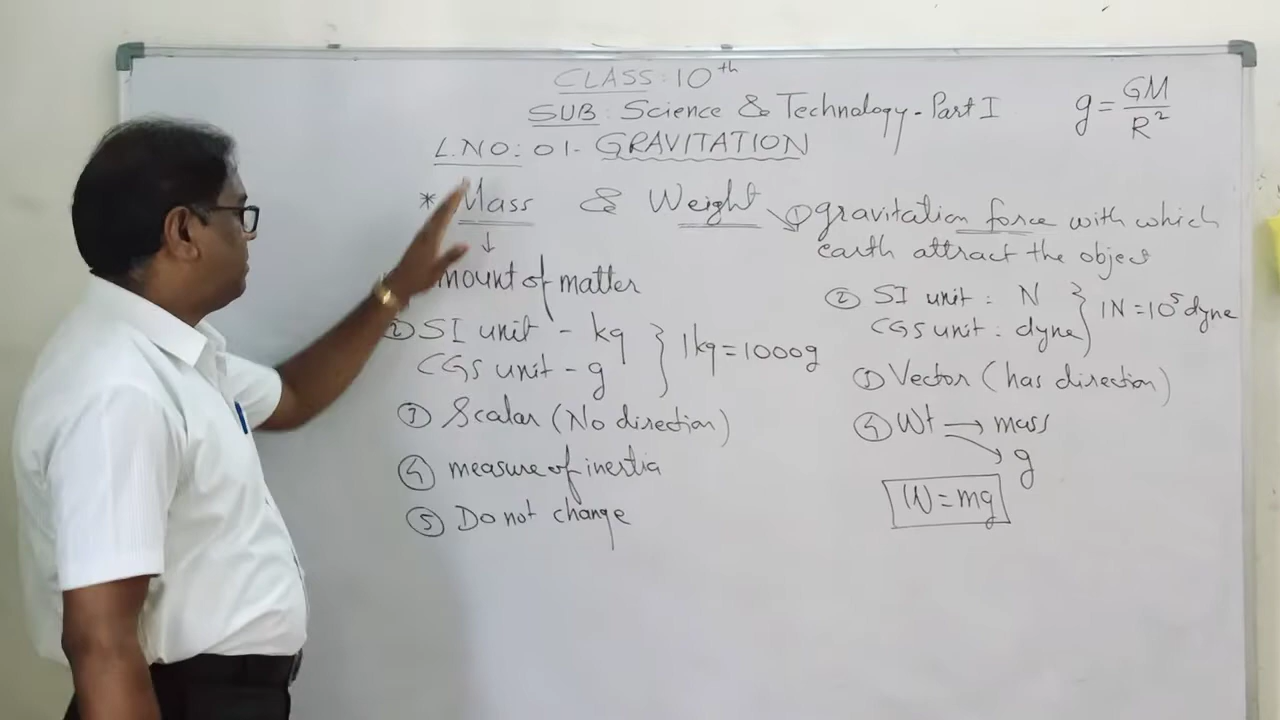 CLASS: 10th
SUB: Science & Technology - Part I
g = GM/R²
L.NO: 01 - GRAVITATION
* Mass & Weight
↓
mount of matter
② SI unit - kg } 1kg = 1000g
CGS unit - g
③ Scalar (No direction)
④ measure of inertia
⑤ Do not change
① gravitation force with which
earth attract the object
② SI unit : N } 1N = 10⁵ dyne
CGS unit : dyne
③ Vector (has direction)
④ Wt → mass
→ g
W = mg